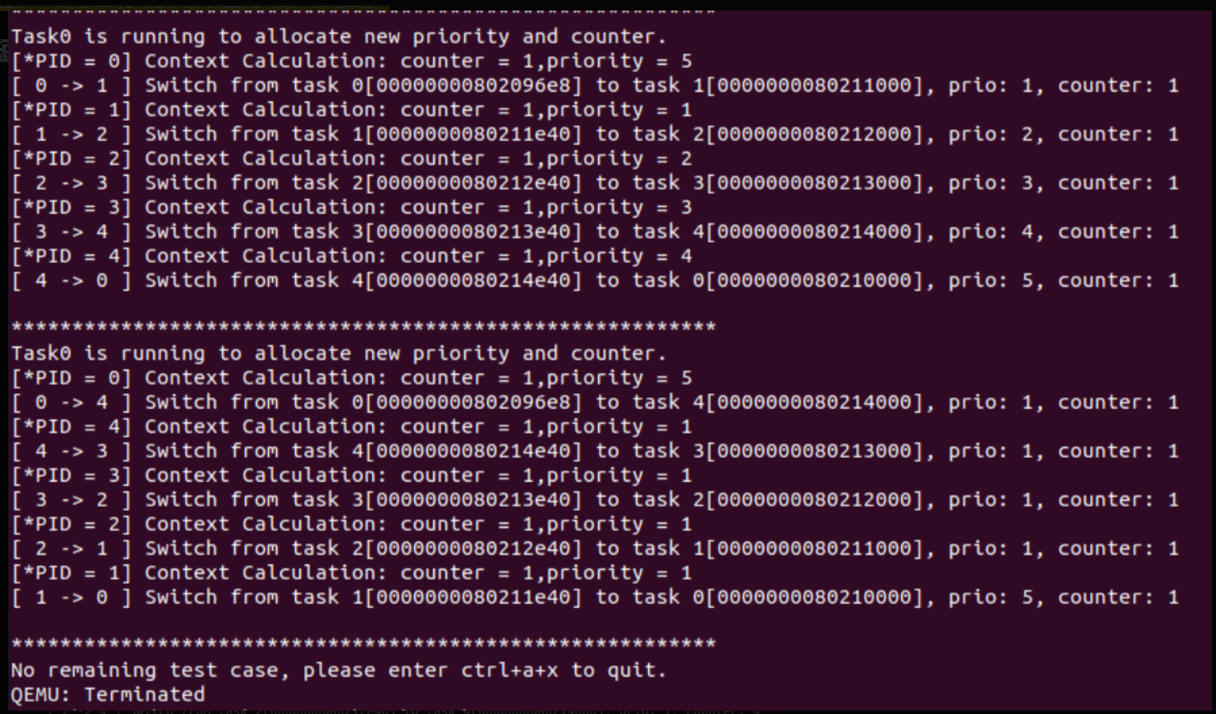 Task0 is running to allocate new priority and counter.
[*PID = 0] Context Calculation: counter = 1,priority = 5
[ 0 -> 1 ] Switch from task 0[00000000802096e8] to task 1[0000000080211000], prio: 1, counter: 1
[*PID = 1] Context Calculation: counter = 1,priority = 1
[ 1 -> 2 ] Switch from task 1[0000000080211e40] to task 2[0000000080212000], prio: 2, counter: 1
[*PID = 2] Context Calculation: counter = 1,priority = 2
[ 2 -> 3 ] Switch from task 2[0000000080212e40] to task 3[0000000080213000], prio: 3, counter: 1
[*PID = 3] Context Calculation: counter = 1,priority = 3
[ 3 -> 4 ] Switch from task 3[0000000080213e40] to task 4[0000000080214000], prio: 4, counter: 1
[*PID = 4] Context Calculation: counter = 1,priority = 4
[ 4 -> 0 ] Switch from task 4[0000000080214e40] to task 0[0000000080210000], prio: 5, counter: 1
**********************************************************
Task0 is running to allocate new priority and counter.
[*PID = 0] Context Calculation: counter = 1,priority = 5
[ 0 -> 4 ] Switch from task 0[00000000802096e8] to task 4[0000000080214000], prio: 1, counter: 1
[*PID = 4] Context Calculation: counter = 1,priority = 1
[ 4 -> 3 ] Switch from task 4[0000000080214e40] to task 3[0000000080213000], prio: 1, counter: 1
[*PID = 3] Context Calculation: counter = 1,priority = 1
[ 3 -> 2 ] Switch from task 3[0000000080213e40] to task 2[0000000080212000], prio: 1, counter: 1
[*PID = 2] Context Calculation: counter = 1,priority = 1
[ 2 -> 1 ] Switch from task 2[0000000080212e40] to task 1[0000000080211000], prio: 1, counter: 1
[*PID = 1] Context Calculation: counter = 1,priority = 1
[ 1 -> 0 ] Switch from task 1[0000000080211e40] to task 0[0000000080210000], prio: 5, counter: 1
**********************************************************
No remaining test case, please enter ctrl+a+x to quit.
QEMU: Terminated